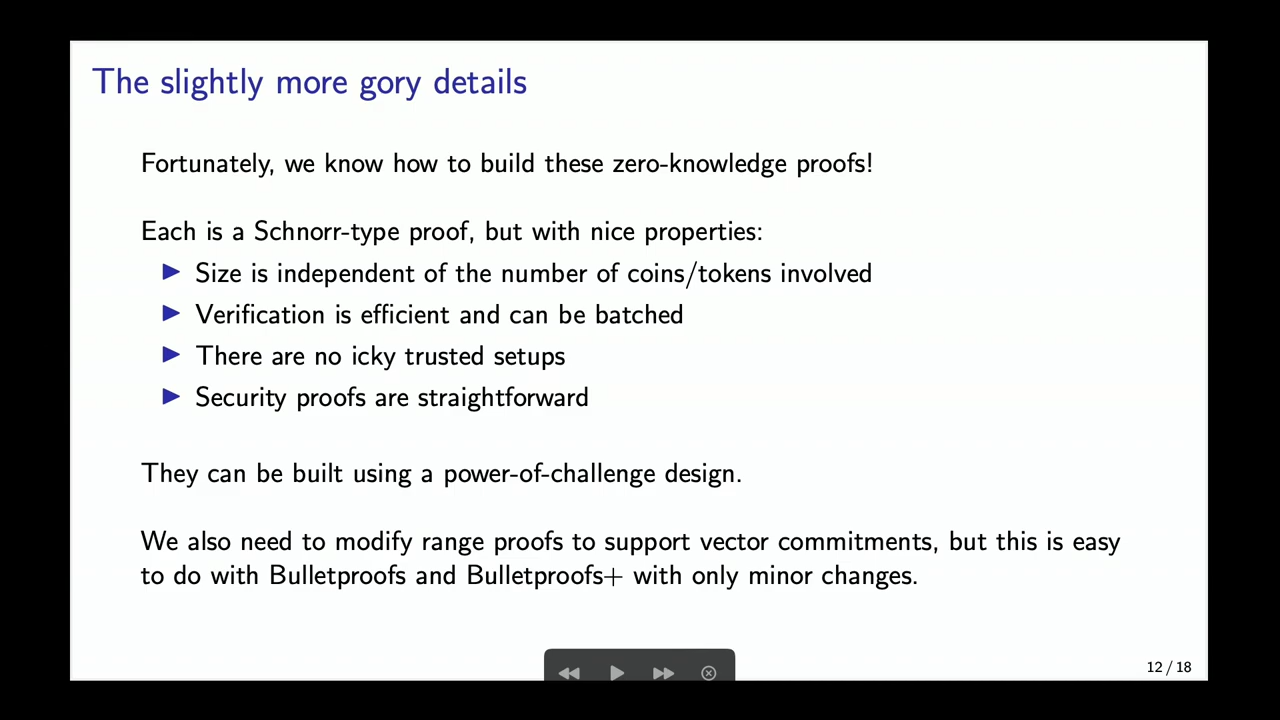 The slightly more gory details
Fortunately, we know how to build these zero-knowledge proofs!
Each is a Schnorr-type proof, but with nice properties:
Size is independent of the number of coins/tokens involved
Verification is efficient and can be batched
There are no icky trusted setups
Security proofs are straightforward
They can be built using a power-of-challenge design.
We also need to modify range proofs to support vector commitments, but this is easy
to do with Bulletproofs and Bulletproofs+ with only minor changes.
12 / 18